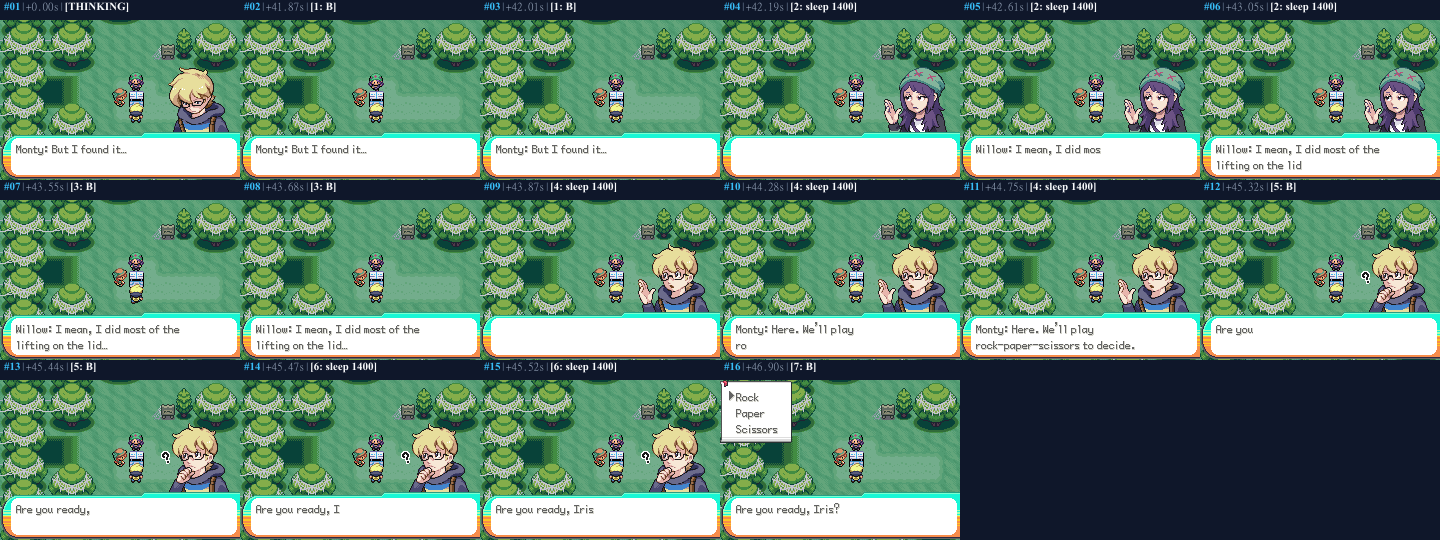 #01|+0.00s|[THINKING]
#02|+41.87s|[1: B]
#03|+42.01s|[1: B]
#04|+42.19s|[2: sleep 1400]
#05|+42.61s|[2: sleep 1400]
#06|+43.05s|[2: sleep 1400]
Monty: But I found it…
Monty: But I found it…
Monty: But I found it…
Willow: I mean, I did mos
Willow: I mean, I did most of the
lifting on the lid
#07|+43.55s|[3: B]
#08|+43.68s|[3: B]
#09|+43.87s|[4: sleep 1400]
#10|+44.28s|[4: sleep 1400]
#11|+44.75s|[4: sleep 1400]
#12|+45.32s|[5: B]
?
Willow: I mean, I did most of the
lifting on the lid…
Willow: I mean, I did most of the
lifting on the lid…
Monty: Here. We'll play
ro
Monty: Here. We'll play
rock-paper-scissors to decide.
Are you
#13|+45.44s|[5: B]
#14|+45.47s|[6: sleep 1400]
#15|+45.52s|[6: sleep 1400]
#16|+46.90s|[7: B]
?
?
?
Rock
Paper
Scissors
Are you ready,
Are you ready, I
Are you ready, Iris
Are you ready, Iris?